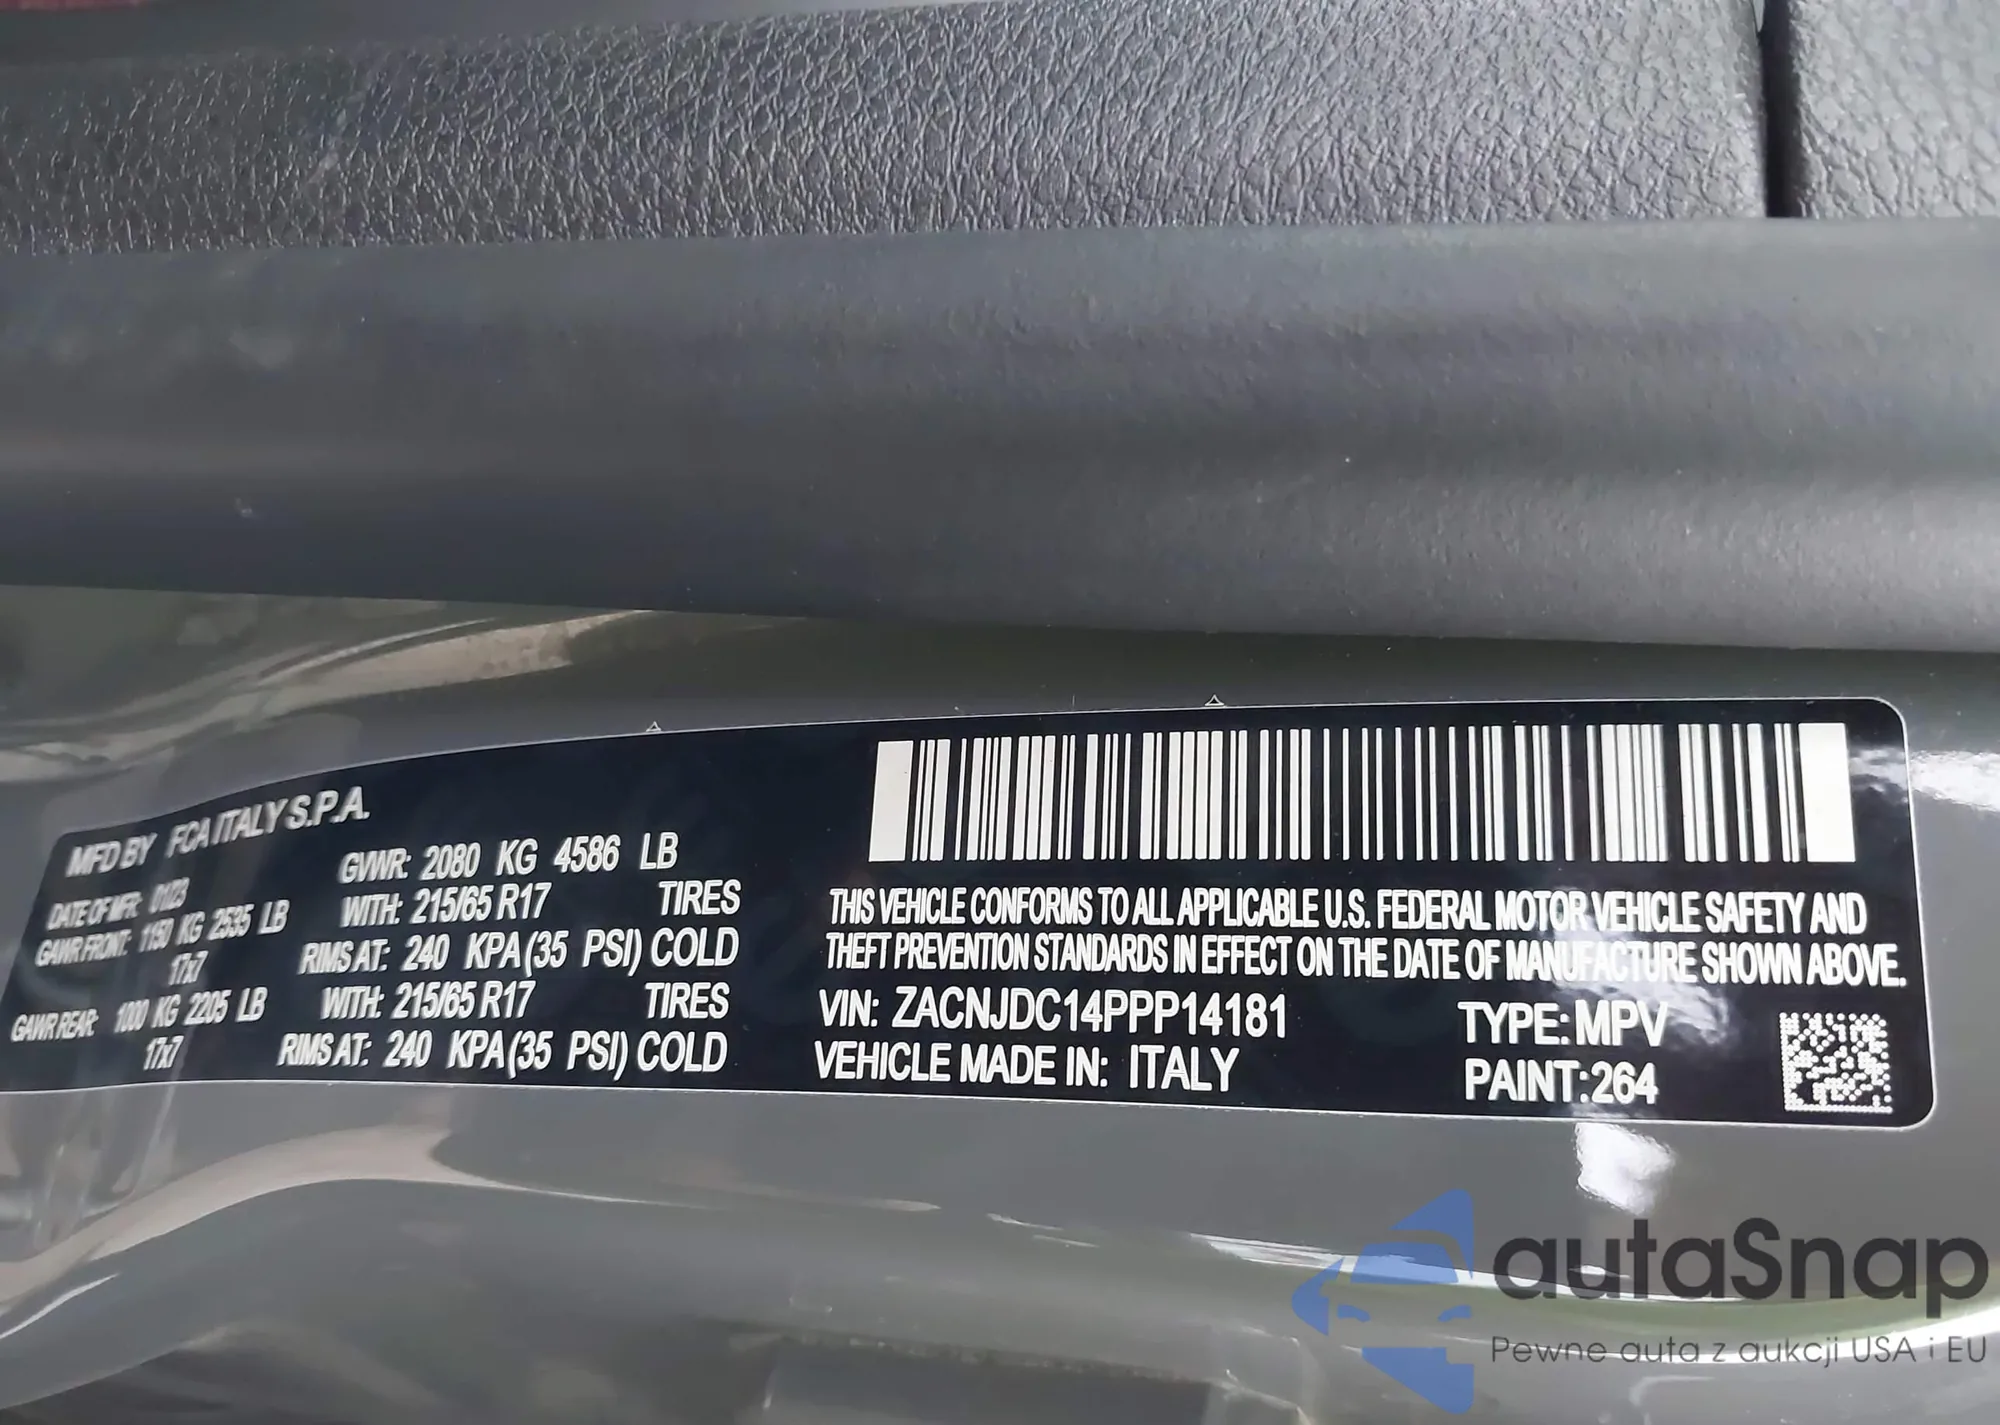 MFD BY FCA ITALY S.P.A.
DATE OF MFR: 01 23
GVWR: 2080 KG 4586 LB
GAWR FRONT: 1150 KG 2535 LB WITH: 215/65 R17 TIRES
17x7 RIMS AT: 240 KPA(35 PSI) COLD
GAWR REAR: 1000 KG 2205 LB WITH: 215/65 R17 TIRES
17x7 RIMS AT: 240 KPA(35 PSI) COLD
THIS VEHICLE CONFORMS TO ALL APPLICABLE U.S. FEDERAL MOTOR VEHICLE SAFETY AND
THEFT PREVENTION STANDARDS IN EFFECT ON THE DATE OF MANUFACTURE SHOWN ABOVE.
VIN: ZACNJDC14PPP14181 TYPE: MPV
VEHICLE MADE IN: ITALY PAINT: 264
autaSnap
Pewne auta z aukcji USA i EU